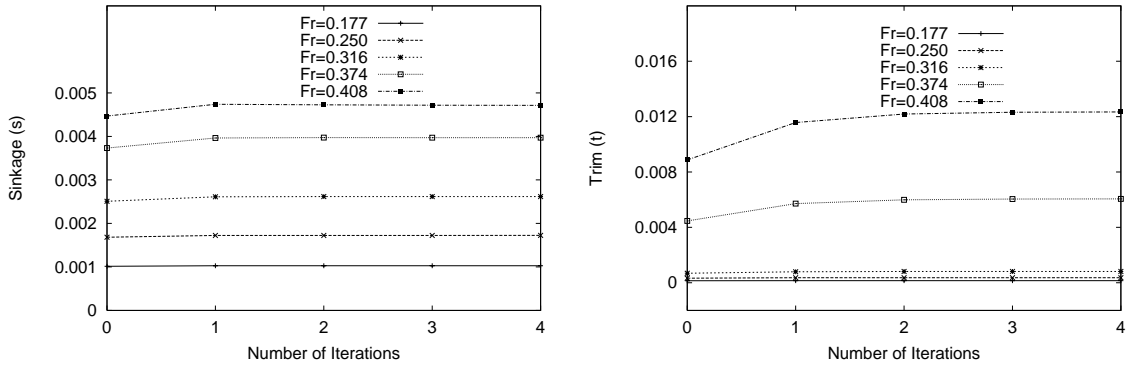 Fr=0.177
Fr=0.250
Fr=0.316
Fr=0.374
Fr=0.408
0.005
0.004
0.003
0.002
0.001
0
Sinkage (s)
0 1 2 3 4
Number of Iterations
Fr=0.177
Fr=0.250
Fr=0.316
Fr=0.374
Fr=0.408
0.016
0.012
0.008
0.004
0
Trim (t)
0 1 2 3 4
Number of Iterations